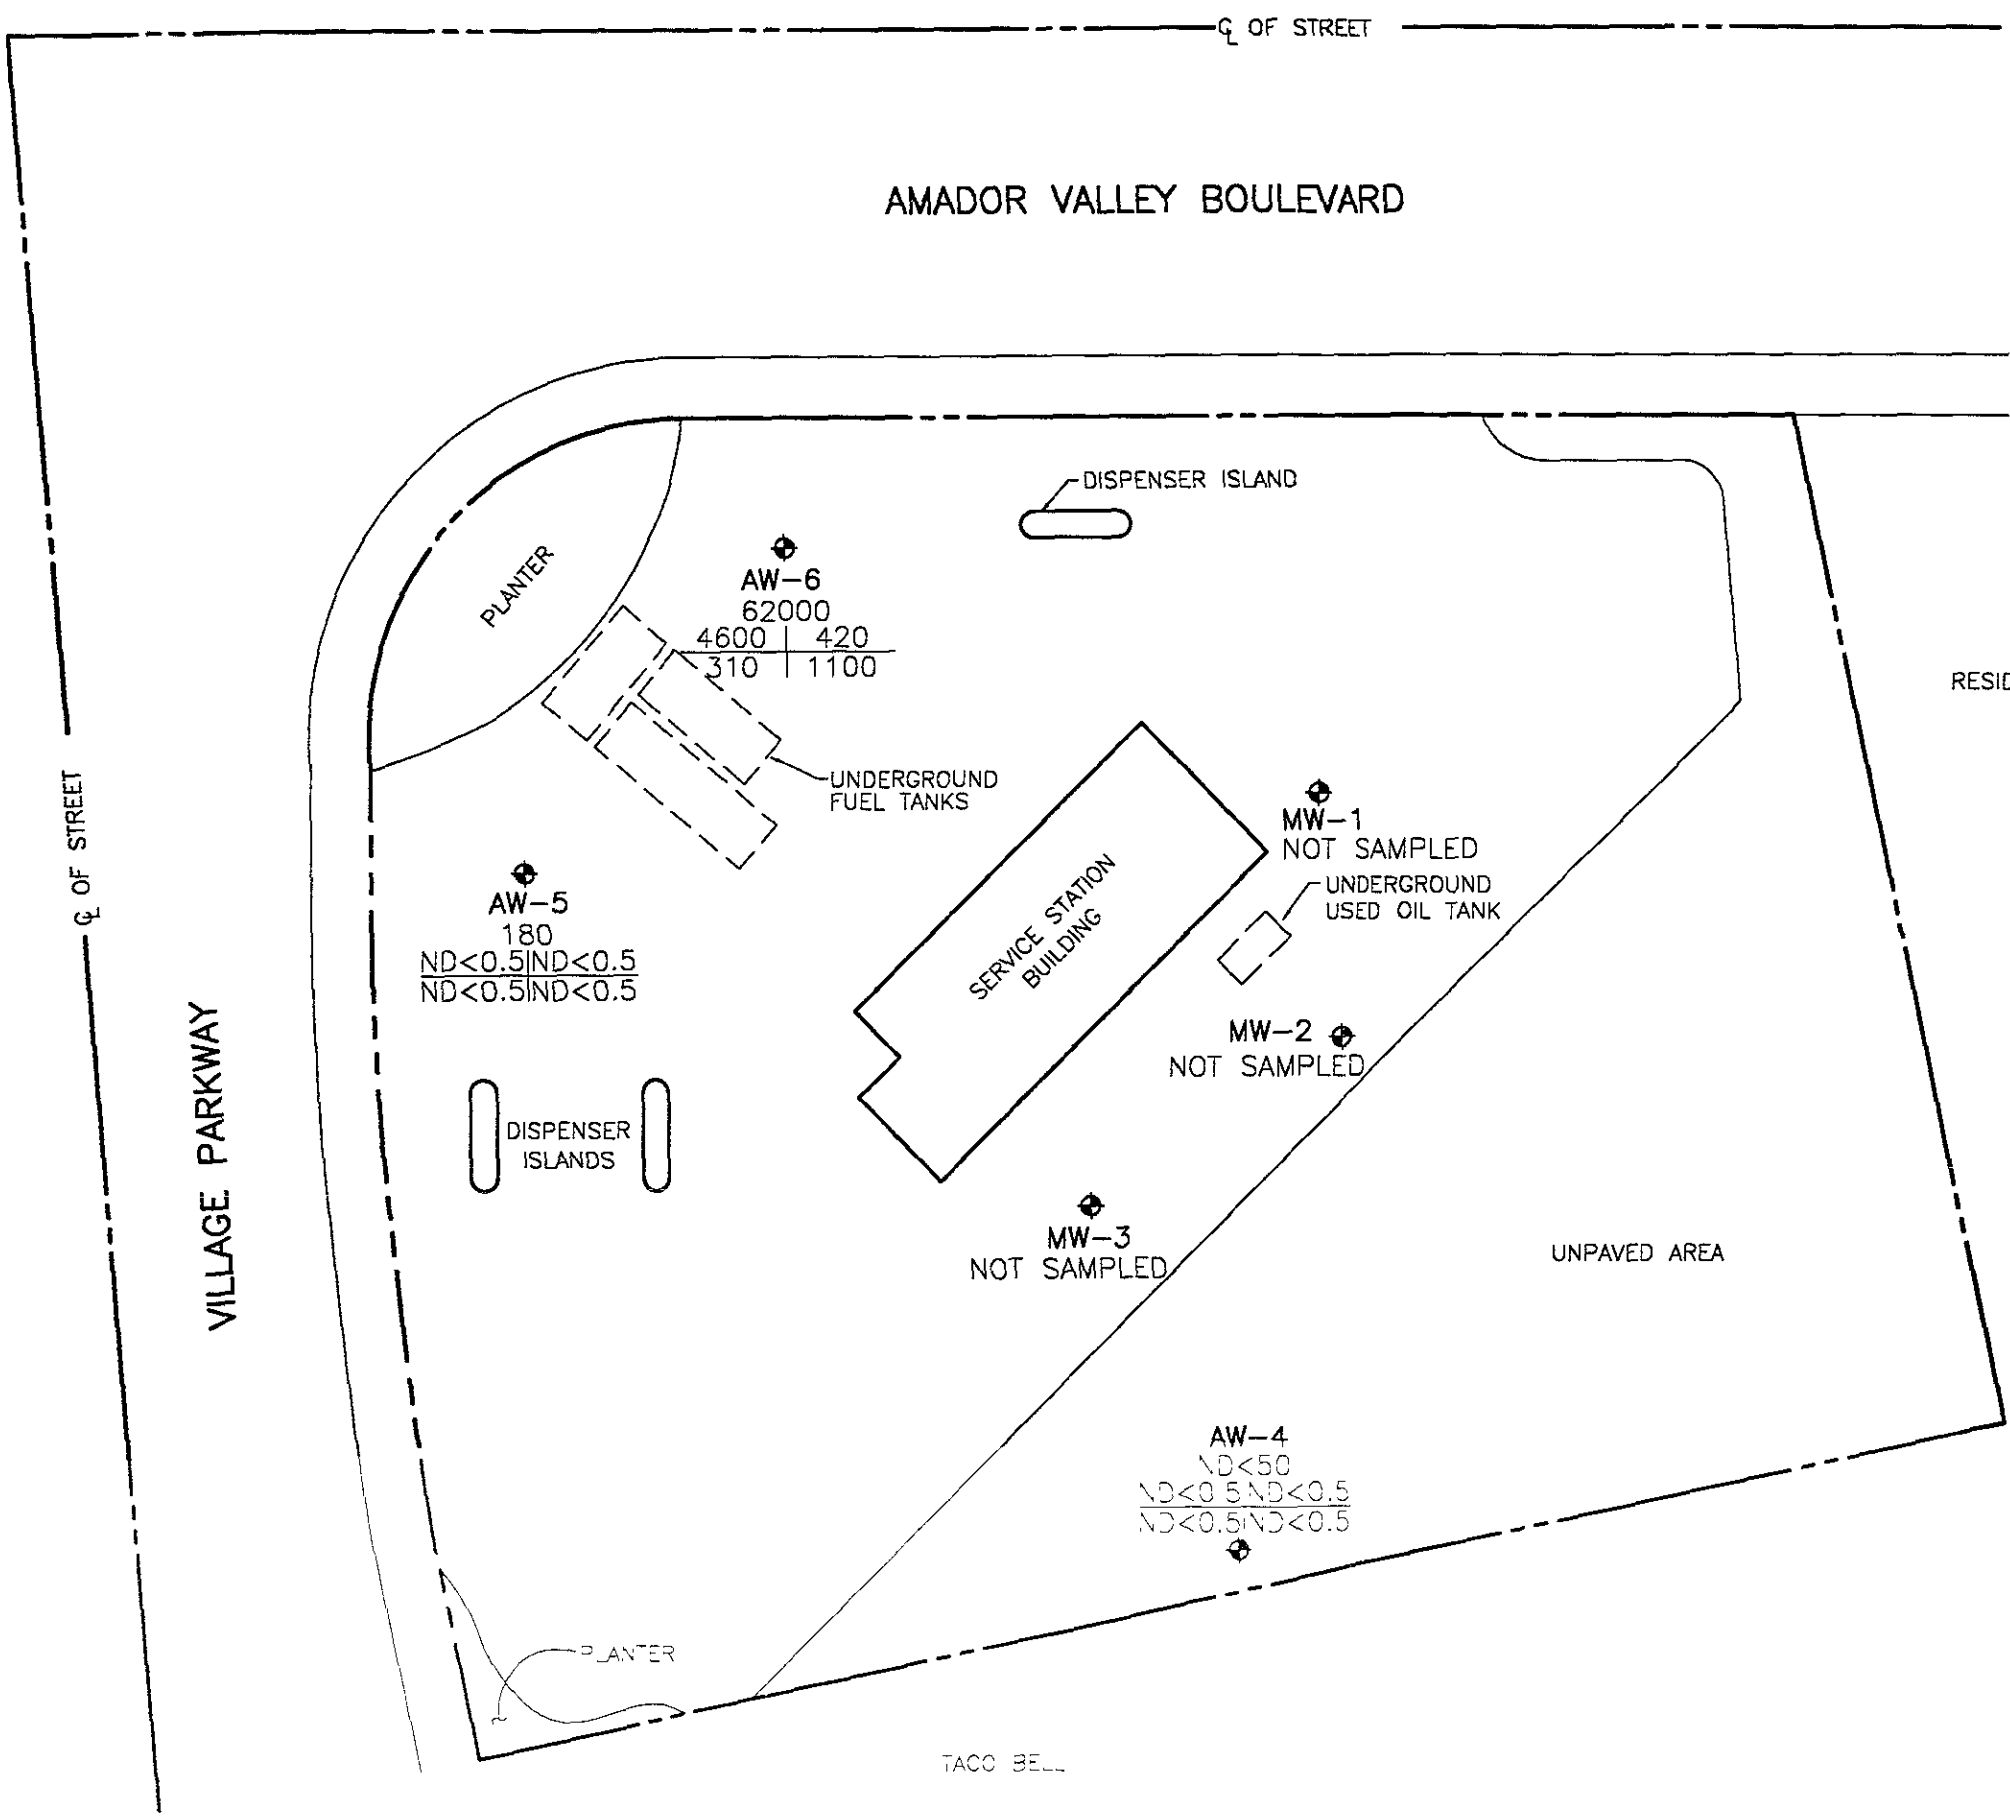 ℄ OF STREET
AMADOR VALLEY BOULEVARD
DISPENSER ISLAND
PLANTER
AW-6
62000
4600 | 420
310 | 1100
RESID
UNDERGROUND
FUEL TANKS
℄ OF STREET
MW-1
NOT SAMPLED
UNDERGROUND
USED OIL TANK
AW-5
180
ND<0.5|ND<0.5
ND<0.5|ND<0.5
SERVICE STATION
BUILDING
VILLAGE PARKWAY
MW-2
NOT SAMPLED
DISPENSER
ISLANDS
MW-3
NOT SAMPLED
UNPAVED AREA
AW-4
ND<50
ND<0.5|ND<0.5
ND<0.5|ND<0.5
PLANTER
TACO BELL